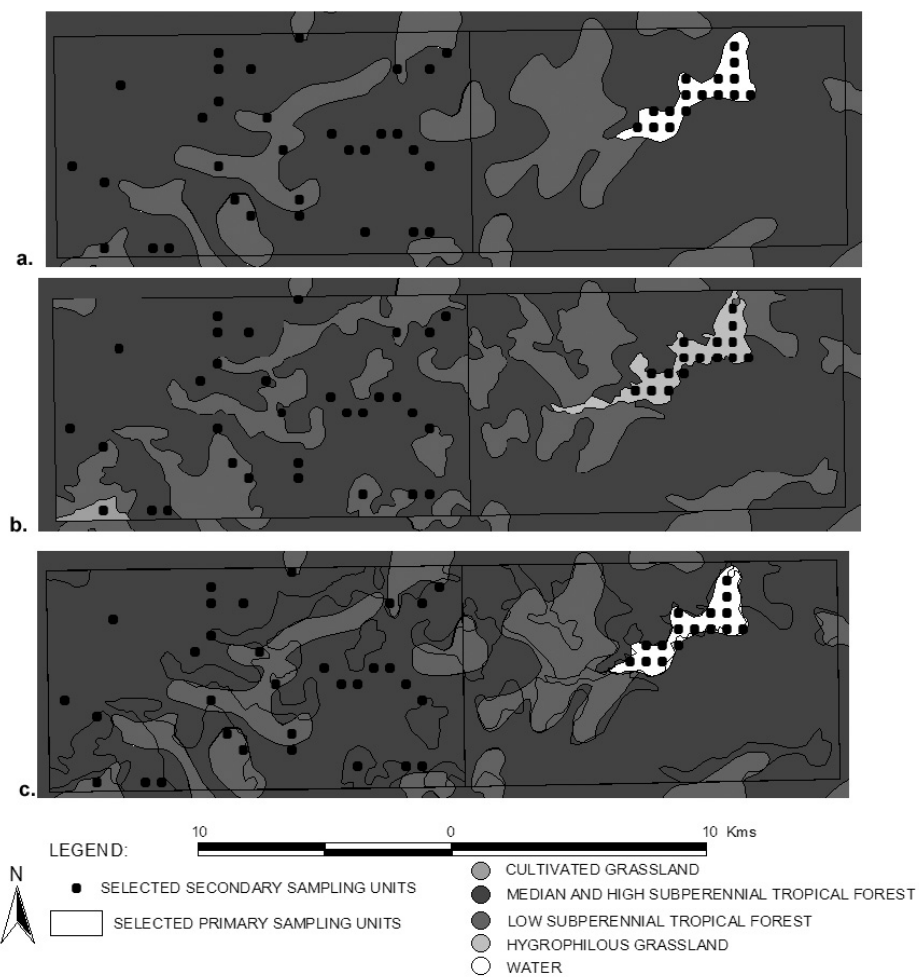 a.
b.
c.
10 0 10 Kms
LEGEND:
N
SELECTED SECONDARY SAMPLING UNITS
SELECTED PRIMARY SAMPLING UNITS
CULTIVATED GRASSLAND
MEDIAN AND HIGH SUBPERENNIAL TROPICAL FOREST
LOW SUBPERENNIAL TROPICAL FOREST
HYGROPHILOUS GRASSLAND
WATER